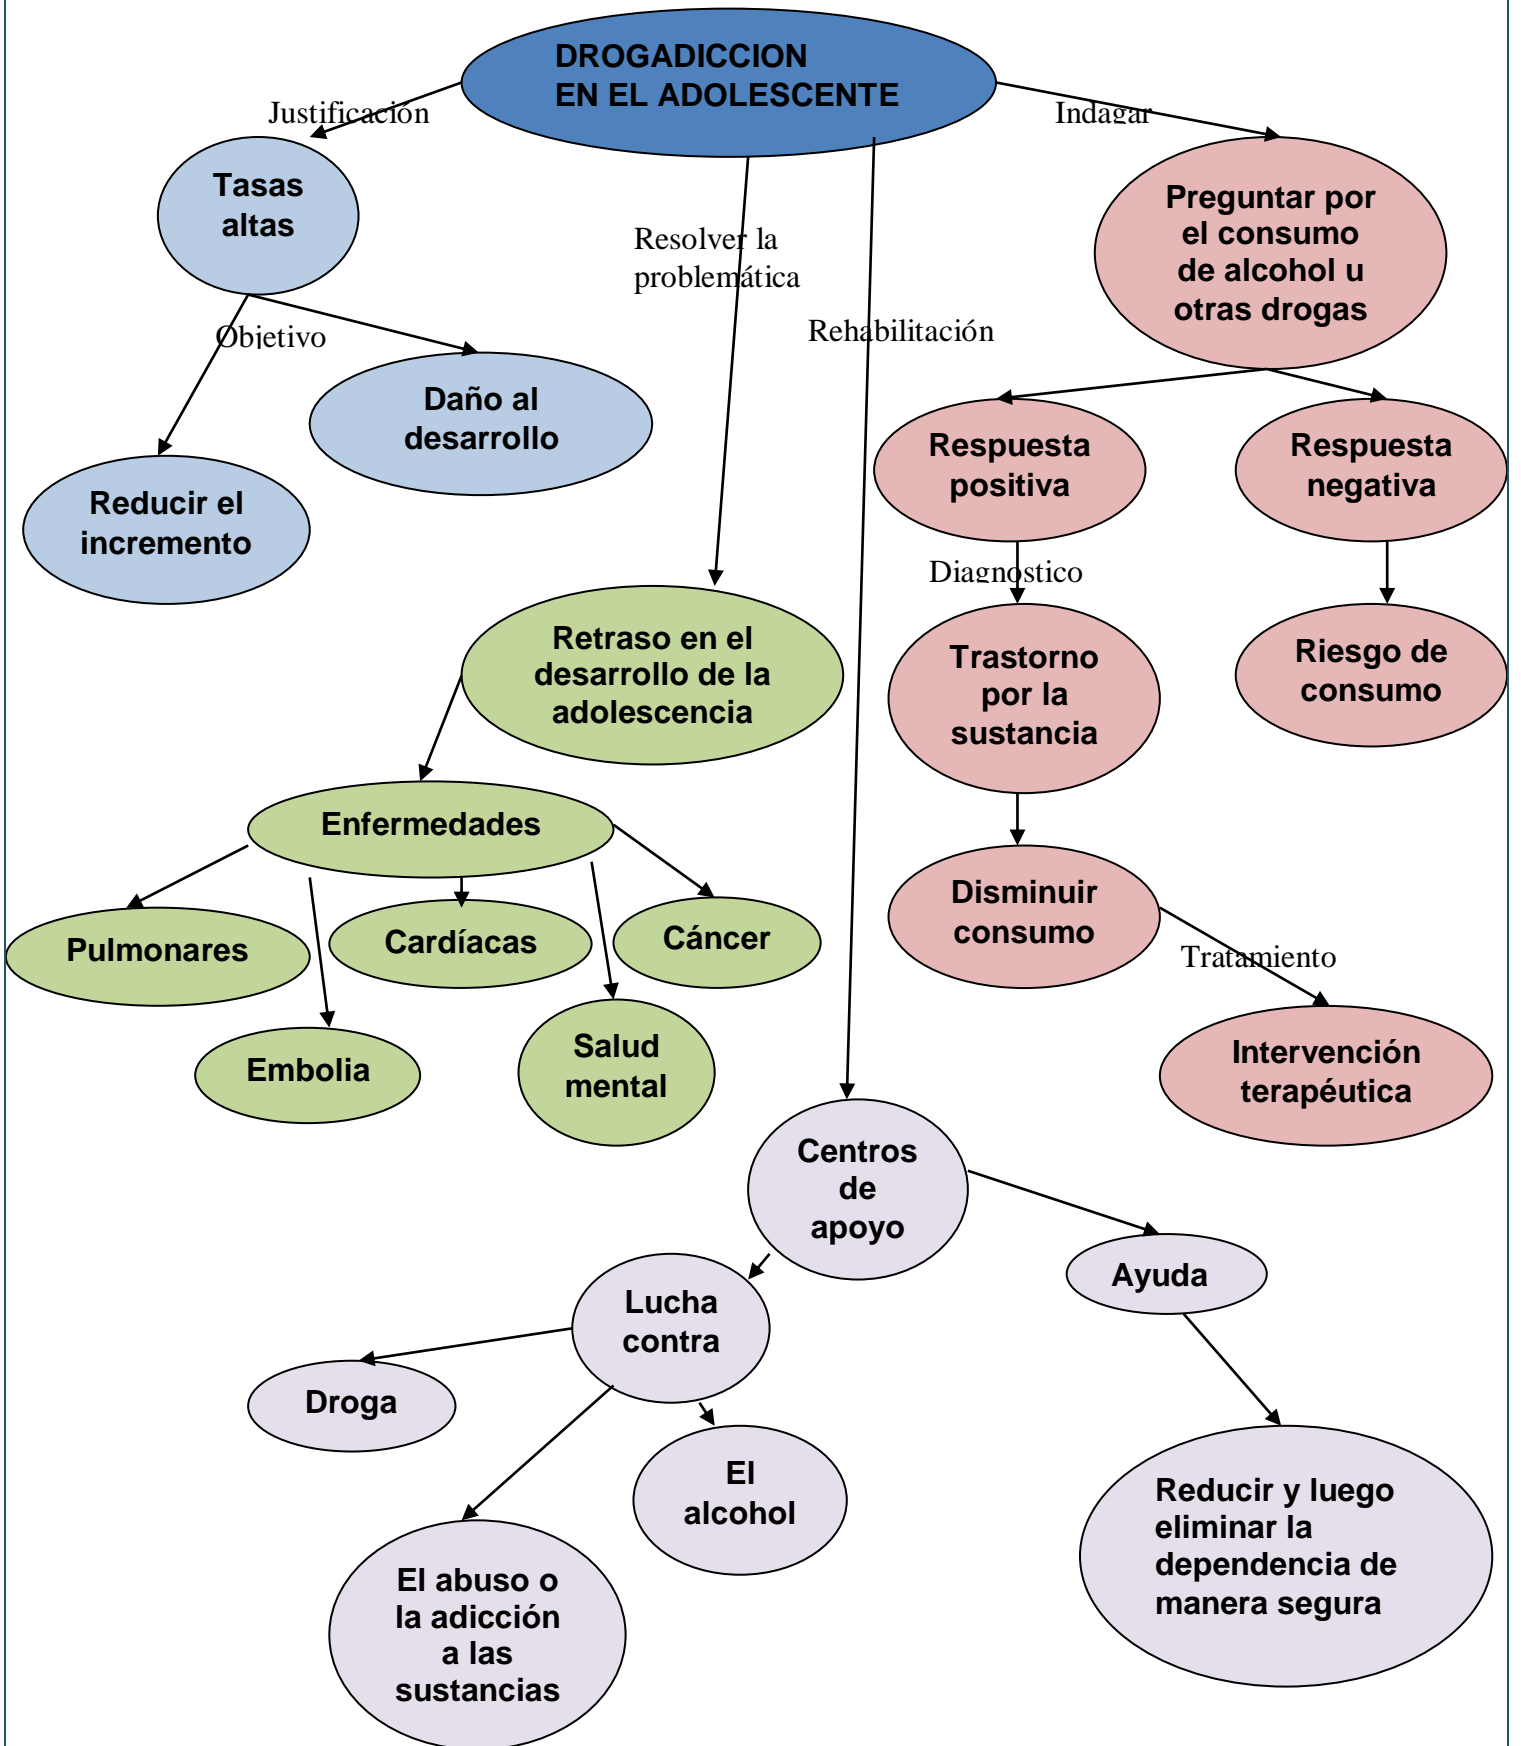 DROGADICCION
EN EL ADOLESCENTE
Justificación
Indagar
Tasas
altas
Preguntar por
el consumo
de alcohol u
otras drogas
Resolver la
problemática
Rehabilitación
Objetivo
Daño al
desarrollo
Reducir el
incremento
Respuesta
positiva
Respuesta
negativa
Diagnostico
Retraso en el
desarrollo de la
adolescencia
Trastorno
por la
sustancia
Riesgo de
consumo
Enfermedades
Pulmonares
Cardíacas
Cáncer
Embolia
Salud
mental
Disminuir
consumo
Tratamiento
Intervención
terapéutica
Centros
de
apoyo
Lucha
contra
Ayuda
Droga
El
alcohol
El abuso o
la adicción
a las
sustancias
Reducir y luego
eliminar la
dependencia de
manera segura